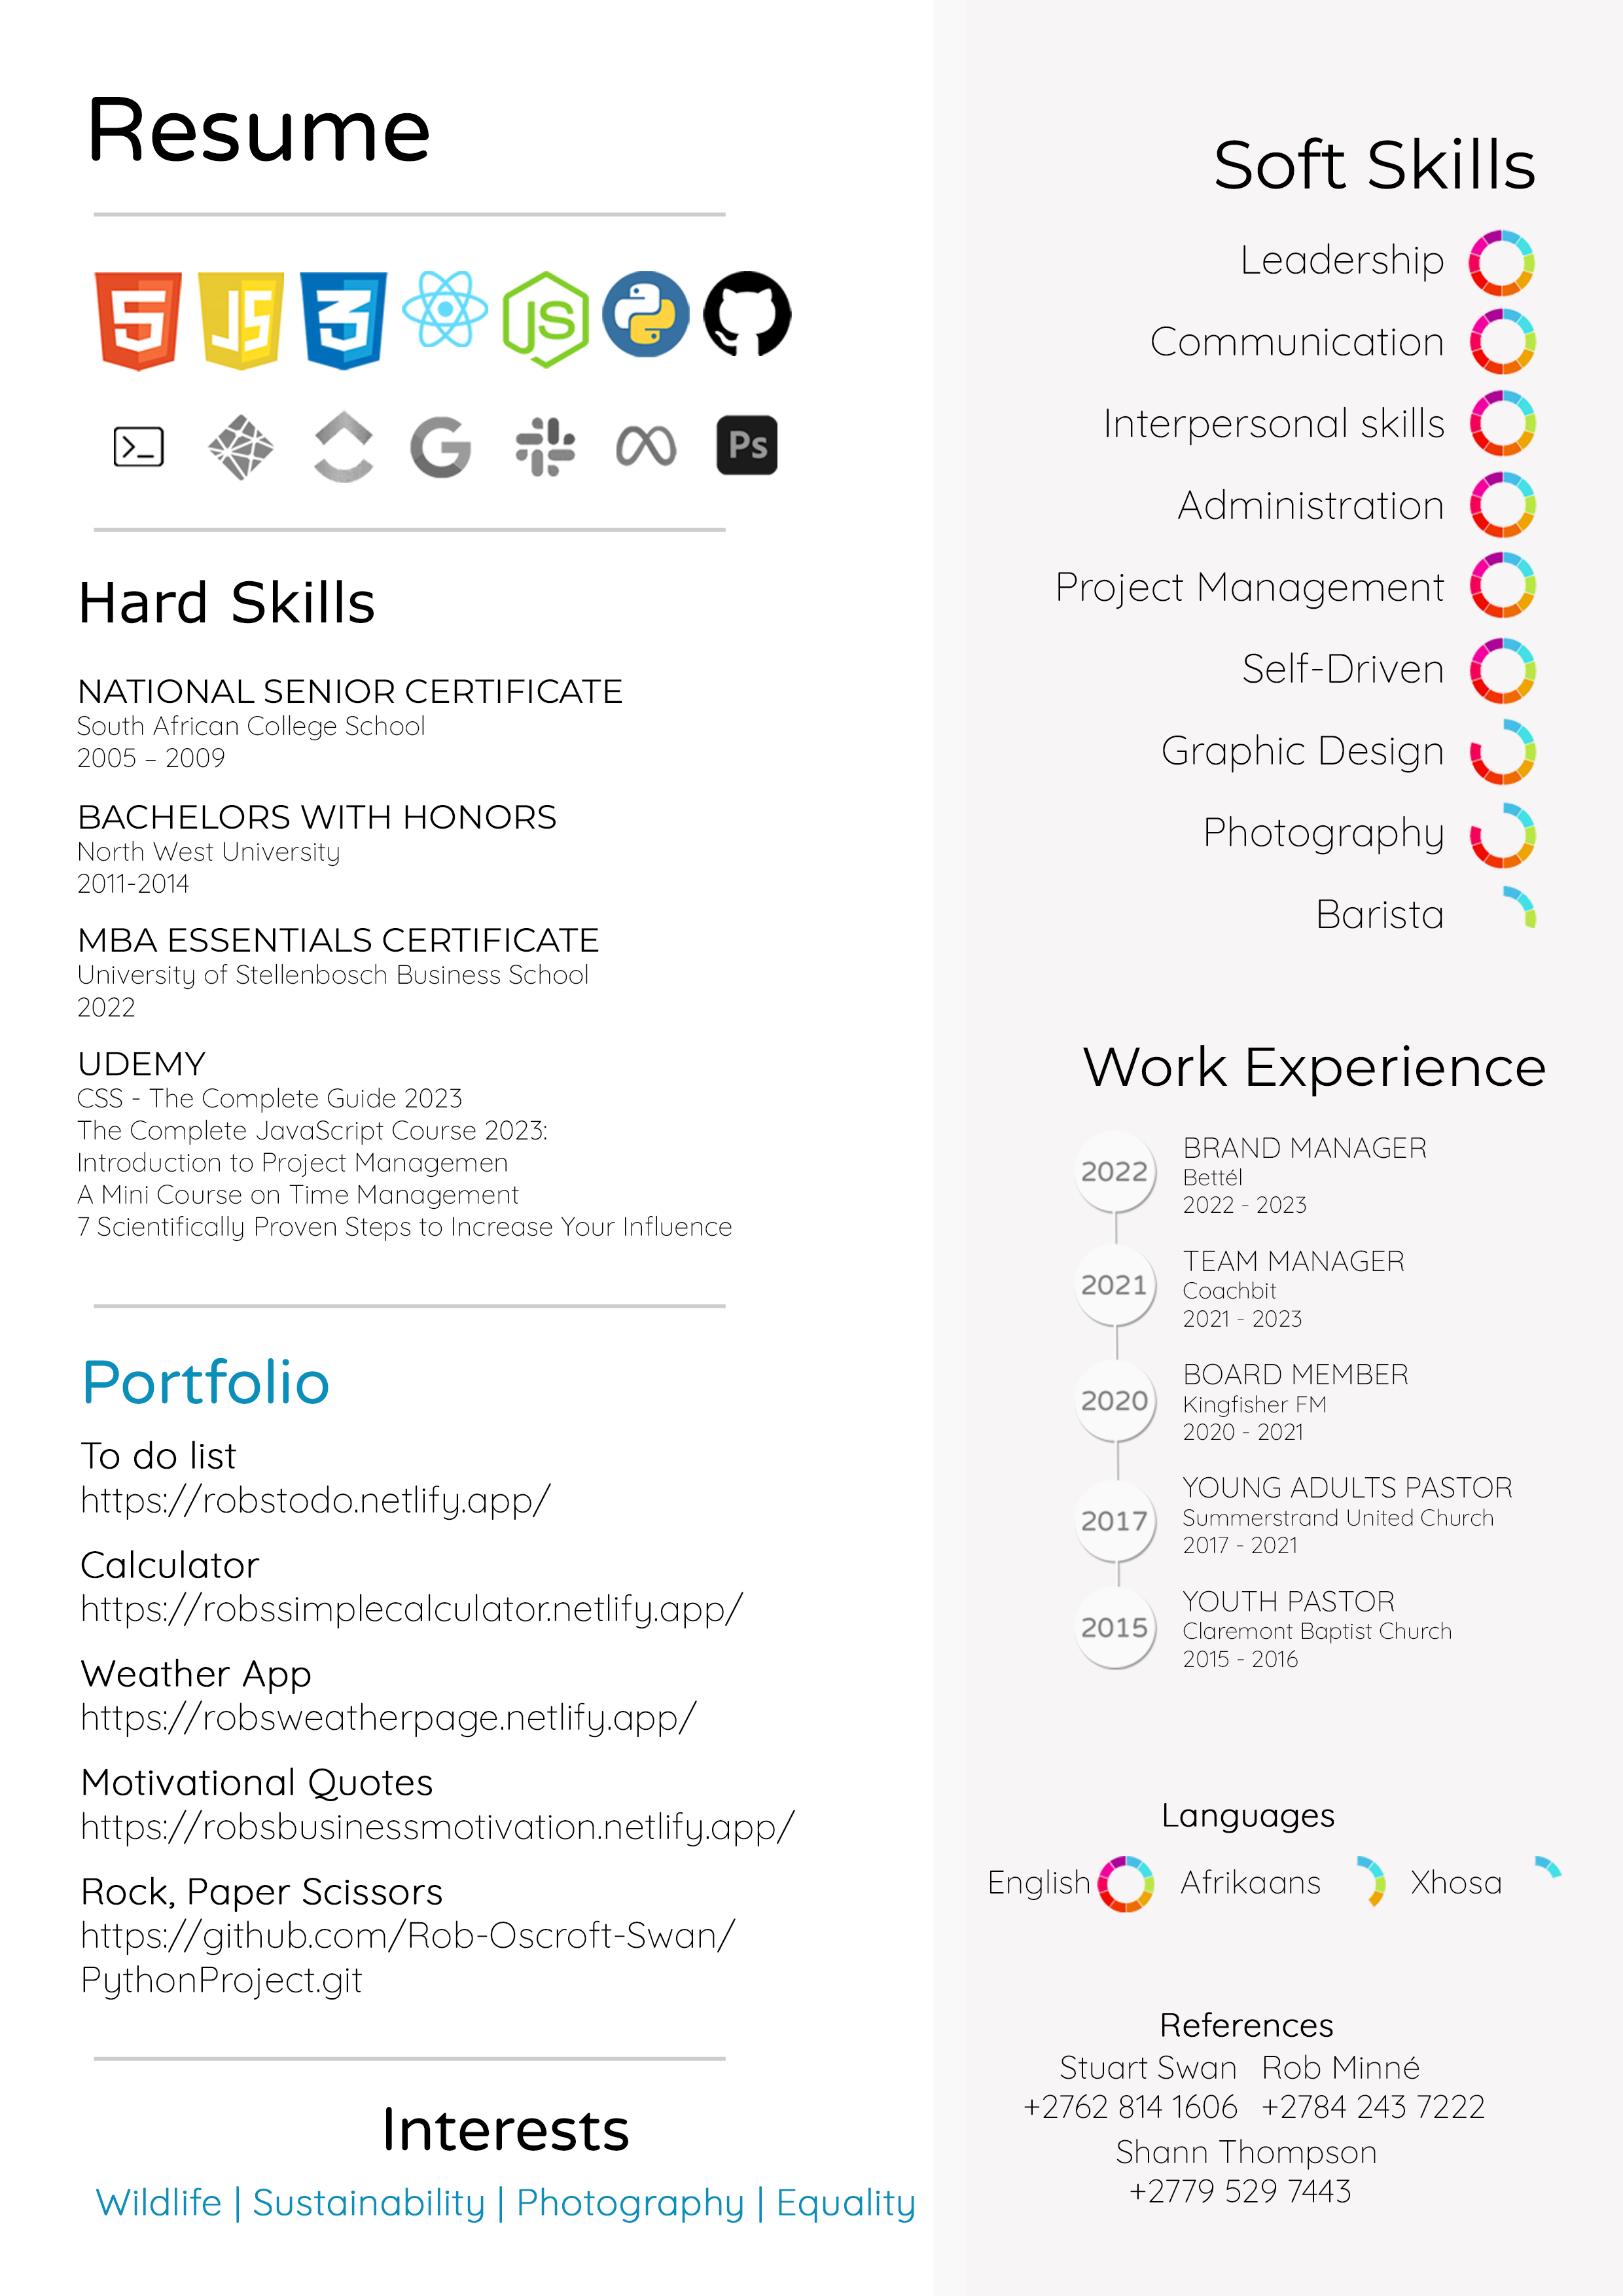 Resume
5 JS 3 JS
Ps
Hard Skills
NATIONAL SENIOR CERTIFICATE
South African College School
2005 – 2009
BACHELORS WITH HONORS
North West University
2011-2014
MBA ESSENTIALS CERTIFICATE
University of Stellenbosch Business School
2022
UDEMY
CSS - The Complete Guide 2023
The Complete JavaScript Course 2023:
Introduction to Project Managemen
A Mini Course on Time Management
7 Scientifically Proven Steps to Increase Your Influence
Portfolio
To do list
https://robstodo.netlify.app/
Calculator
https://robssimplecalculator.netlify.app/
Weather App
https://robsweatherpage.netlify.app/
Motivational Quotes
https://robsbusinessmotivation.netlify.app/
Rock, Paper Scissors
https://github.com/Rob-Oscroft-Swan/
PythonProject.git
Interests
Wildlife | Sustainability | Photography | Equality
Soft Skills
Leadership
Communication
Interpersonal skills
Administration
Project Management
Self-Driven
Graphic Design
Photography
Barista
Work Experience
2022
BRAND MANAGER
Bettél
2022 - 2023
2021
TEAM MANAGER
Coachbit
2021 - 2023
2020
BOARD MEMBER
Kingfisher FM
2020 - 2021
2017
YOUNG ADULTS PASTOR
Summerstrand United Church
2017 - 2021
2015
YOUTH PASTOR
Claremont Baptist Church
2015 - 2016
Languages
English Afrikaans Xhosa
References
Stuart Swan Rob Minné
+2762 814 1606 +2784 243 7222
Shann Thompson
+2779 529 7443